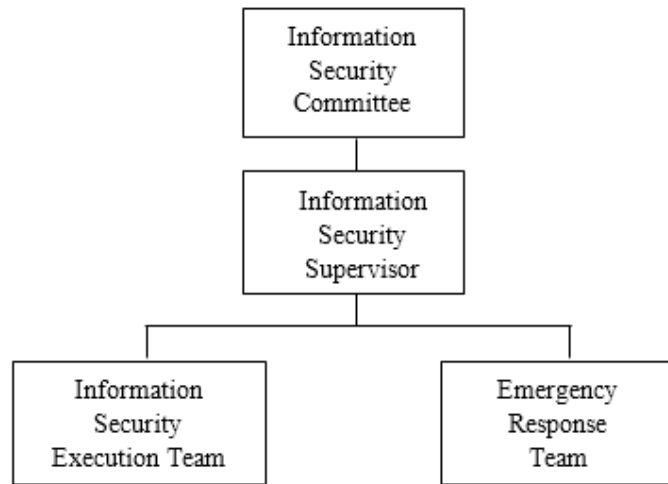 Information
Security
Committee
Information
Security
Supervisor
Information
Security
Execution Team
Emergency
Response
Team